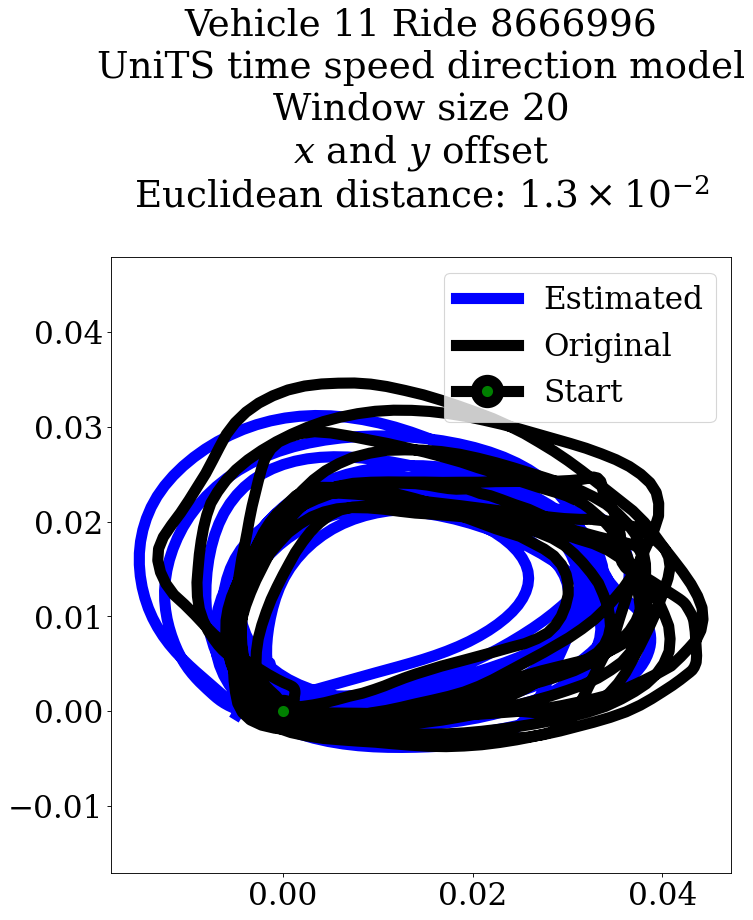 Vehicle 11 Ride 8666996
UniTS time speed direction model
Window size 20
x and y offset
Euclidean distance: 1.3 × 10⁻²
Estimated
Original
Start
0.04
0.03
0.02
0.01
0.00
−0.01
0.00 0.02 0.04